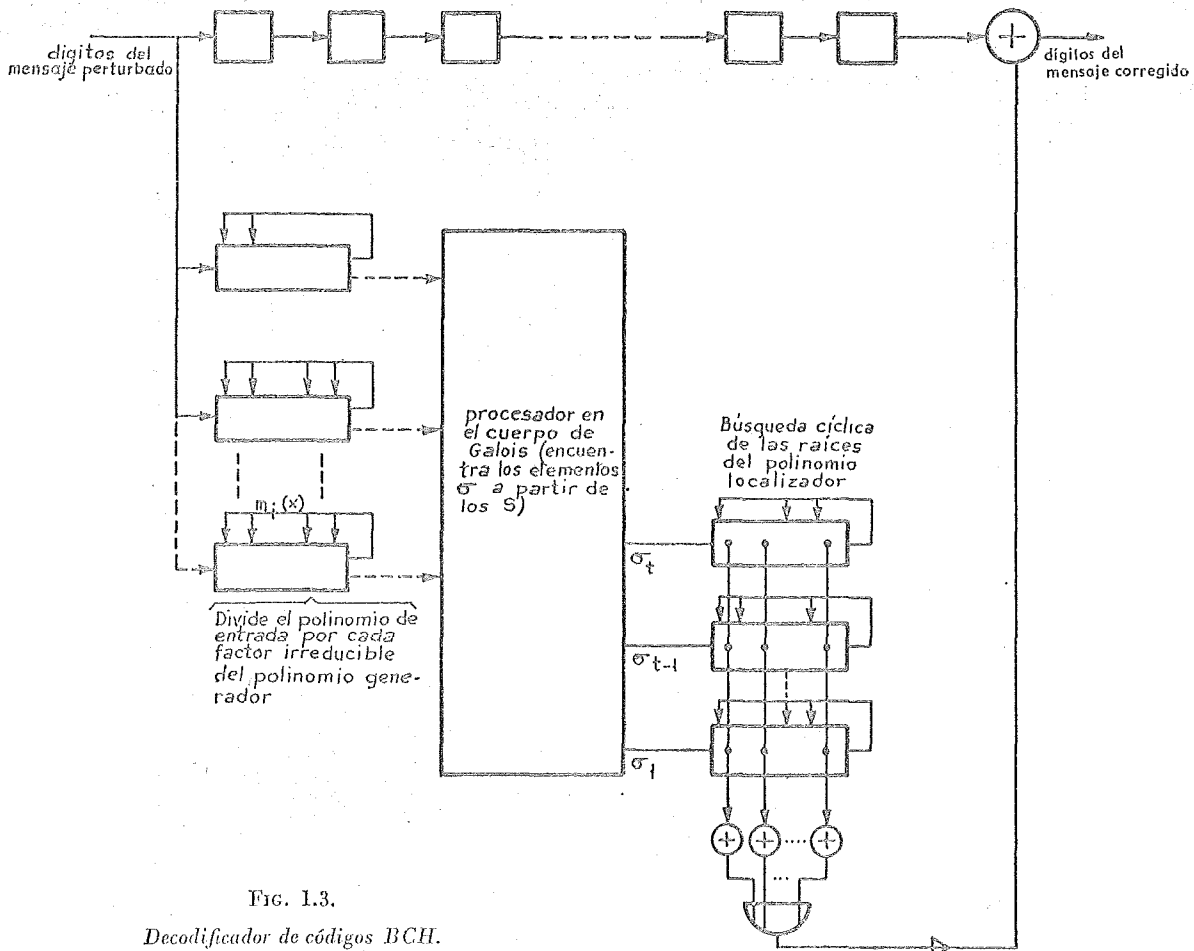 digitos del
mensaje perturbado
dígilos del
mensaje corregido
procesador en
el cuerpo de
Galois (encuen-
tra los elementos
σ a partir de
los S)
Búsqueda cíclica
de las raíces
del polinomio
localizador
m_i(x)
σ_t
σ_{t-1}
σ_1
Divide el polinomio de
entrada por cada
factor irreducible
del polinomio gene-
rador
....
...
FIG. 1.3.
Decodificador de códigos BCH.